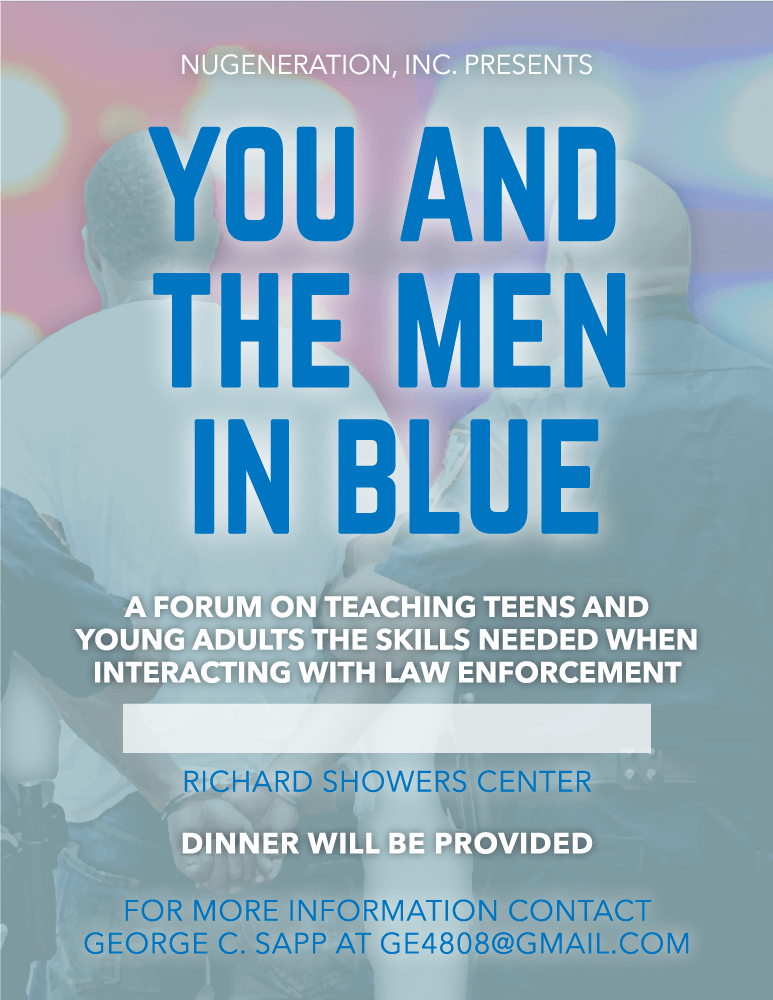 NUGENERATION, INC. PRESENTS
YOU AND
THE MEN
IN BLUE
A FORUM ON TEACHING TEENS AND
YOUNG ADULTS THE SKILLS NEEDED WHEN
INTERACTING WITH LAW ENFORCEMENT
RICHARD SHOWERS CENTER
DINNER WILL BE PROVIDED
FOR MORE INFORMATION CONTACT
GEORGE C. SAPP AT GE4808@GMAIL.COM